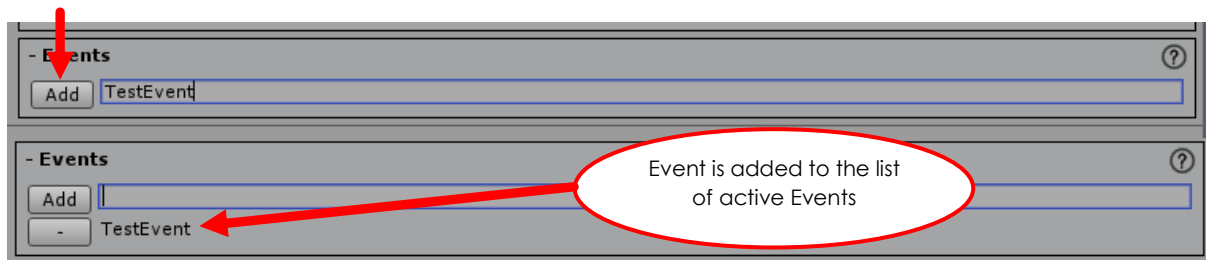 - Events
Add TestEvent
- Events
Add
- TestEvent
Event is added to the list
of active Events